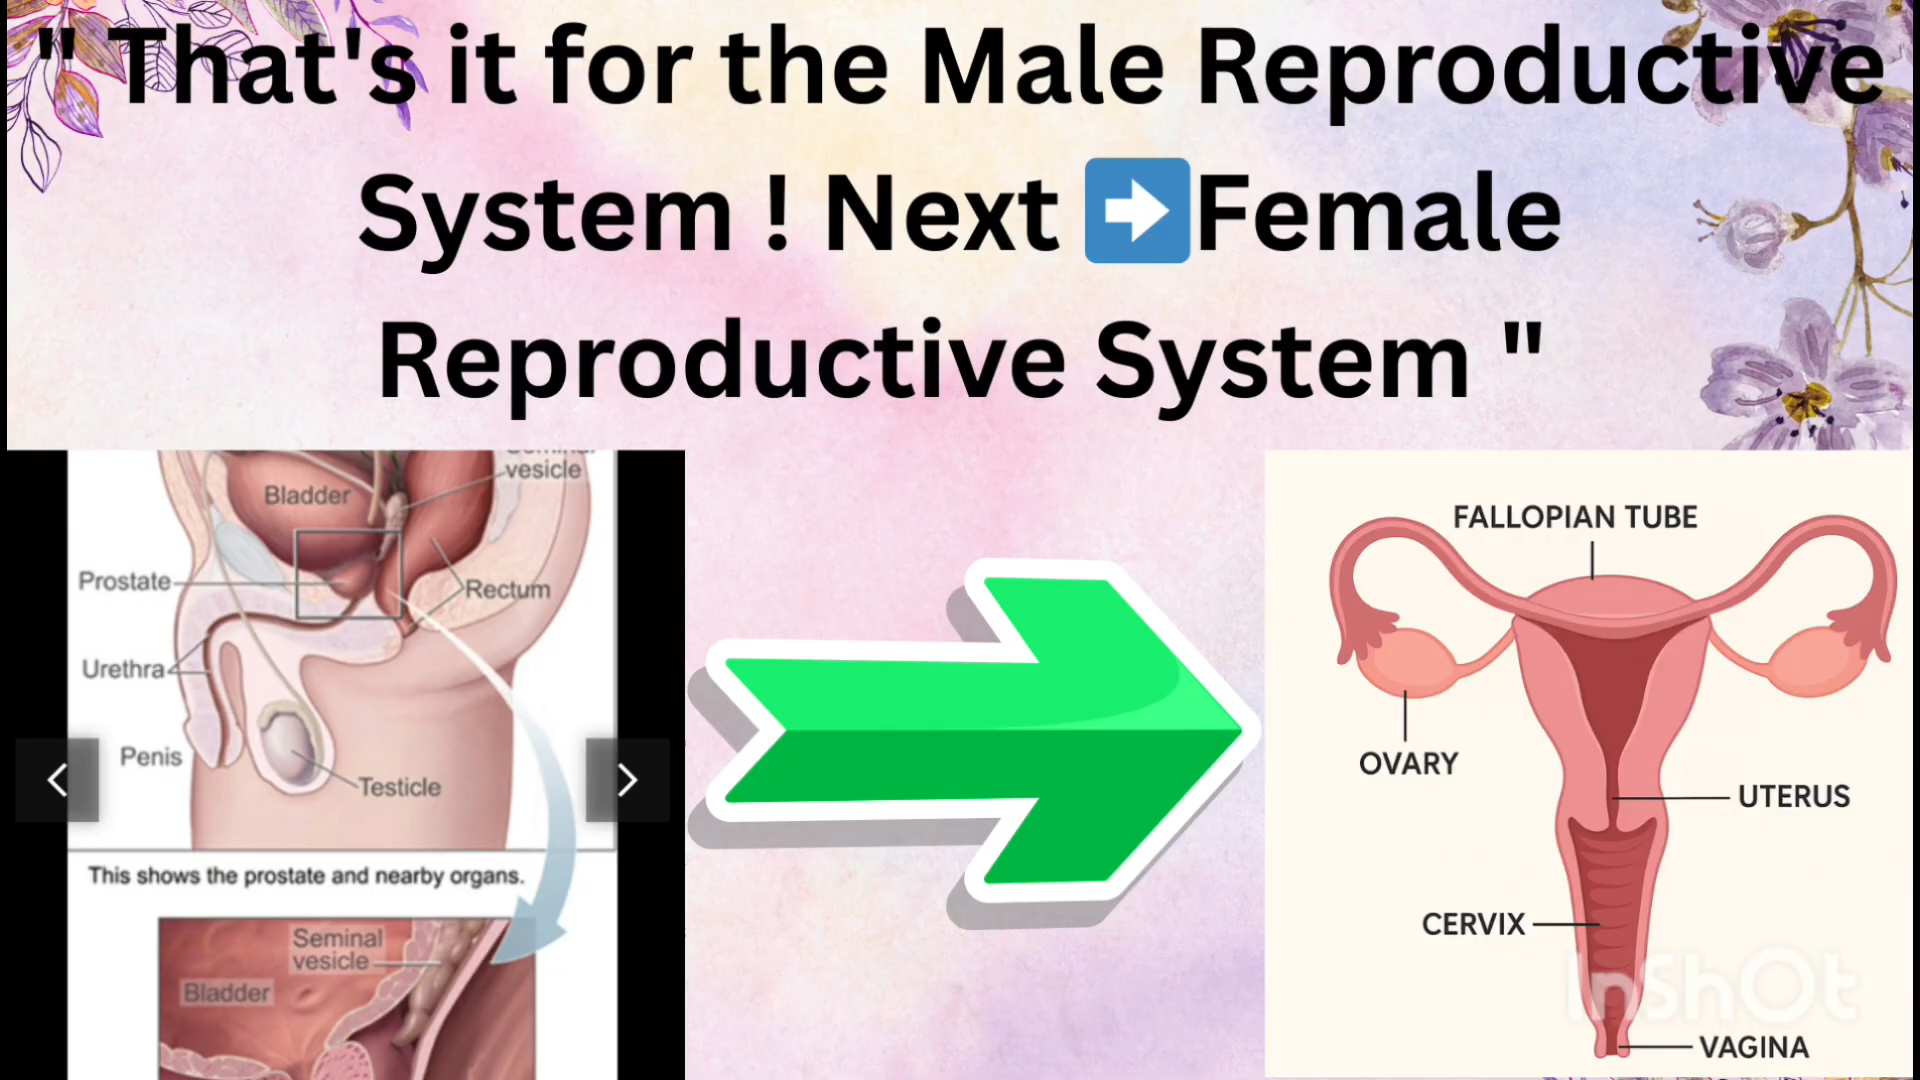 " That's it for the Male Reproductive
System ! Next ➡️Female
Reproductive System "
Seminal
vesicle
Bladder
Prostate
Rectum
Urethra
Penis
Testicle
This shows the prostate and nearby organs.
Seminal
vesicle
Bladder
FALLOPIAN TUBE
OVARY
UTERUS
CERVIX
VAGINA
InShOt